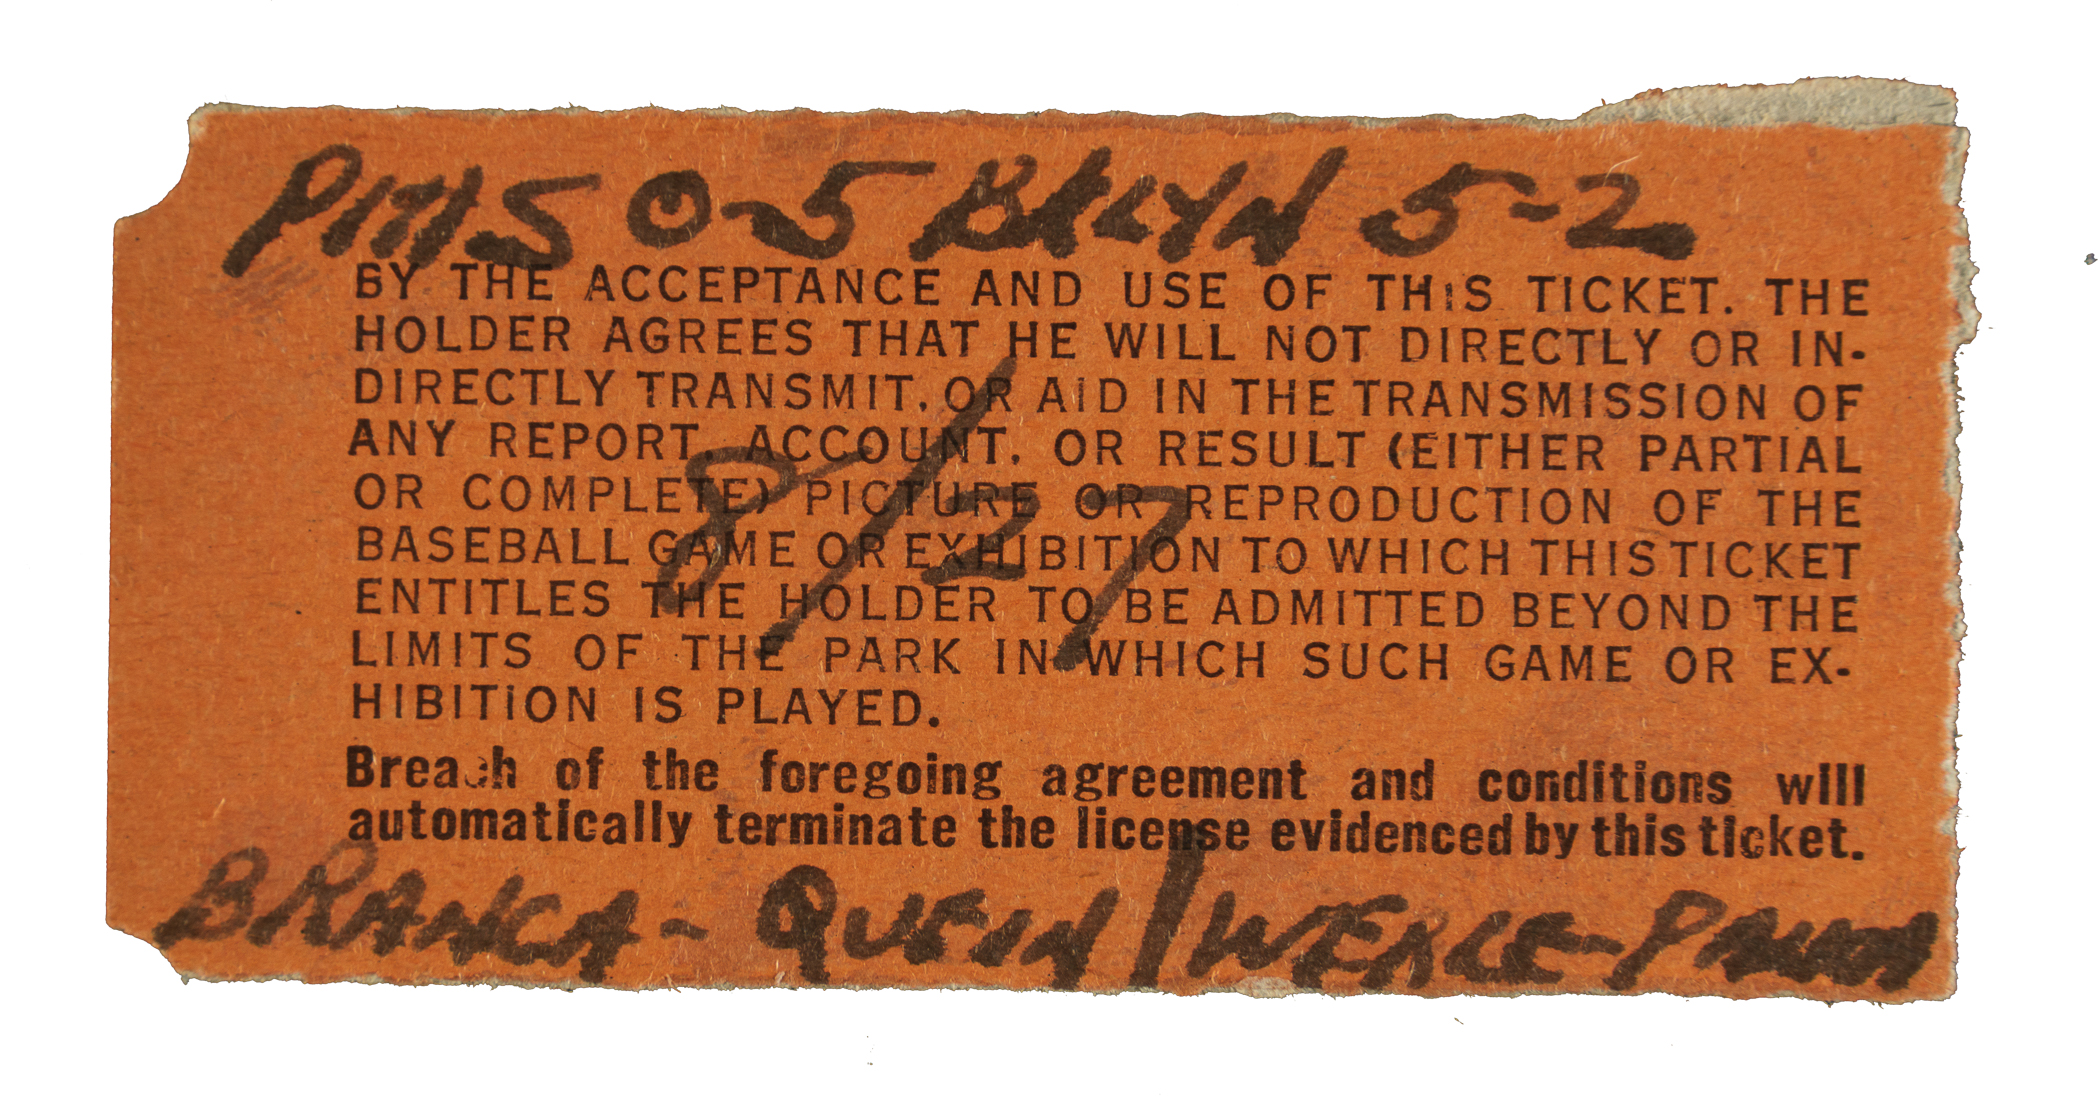 PITTS 0-5 BKLYN 5-2
BY THE ACCEPTANCE AND USE OF THIS TICKET. THE
HOLDER AGREES THAT HE WILL NOT DIRECTLY OR IN-
DIRECTLY TRANSMIT, OR AID IN THE TRANSMISSION OF
ANY REPORT, ACCOUNT, OR RESULT (EITHER PARTIAL
OR COMPLETE) PICTURE OR REPRODUCTION OF THE
BASEBALL GAME OR EXHIBITION TO WHICH THIS TICKET
ENTITLES THE HOLDER TO BE ADMITTED BEYOND THE
LIMITS OF THE PARK IN WHICH SUCH GAME OR EX-
HIBITION IS PLAYED.
8/27
Breach of the foregoing agreement and conditions will
automatically terminate the license evidenced by this ticket.
BRANCA - QUEEN / WERLE-